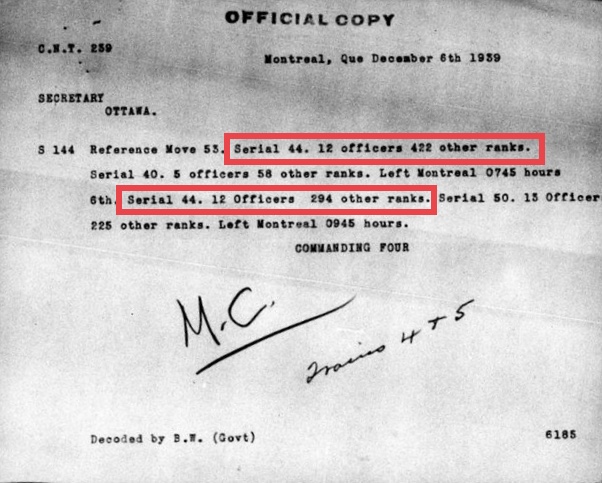 OFFICIAL COPY
C.N.T. 239
Montreal, Que December 6th 1939
SECRETARY
OTTAWA.
S 144 Reference Move 53. Serial 44. 12 officers 422 other ranks.
Serial 40. 5 officers 58 other ranks. Left Montreal 0745 hours
6th. Serial 44. 12 Officers 294 other ranks. Serial 50. 13 Officer
225 other ranks. Left Montreal 0945 hours.
COMMANDING FOUR
M.C.
Trains 4 + 5
Decoded by B.W. (Govt)
6185